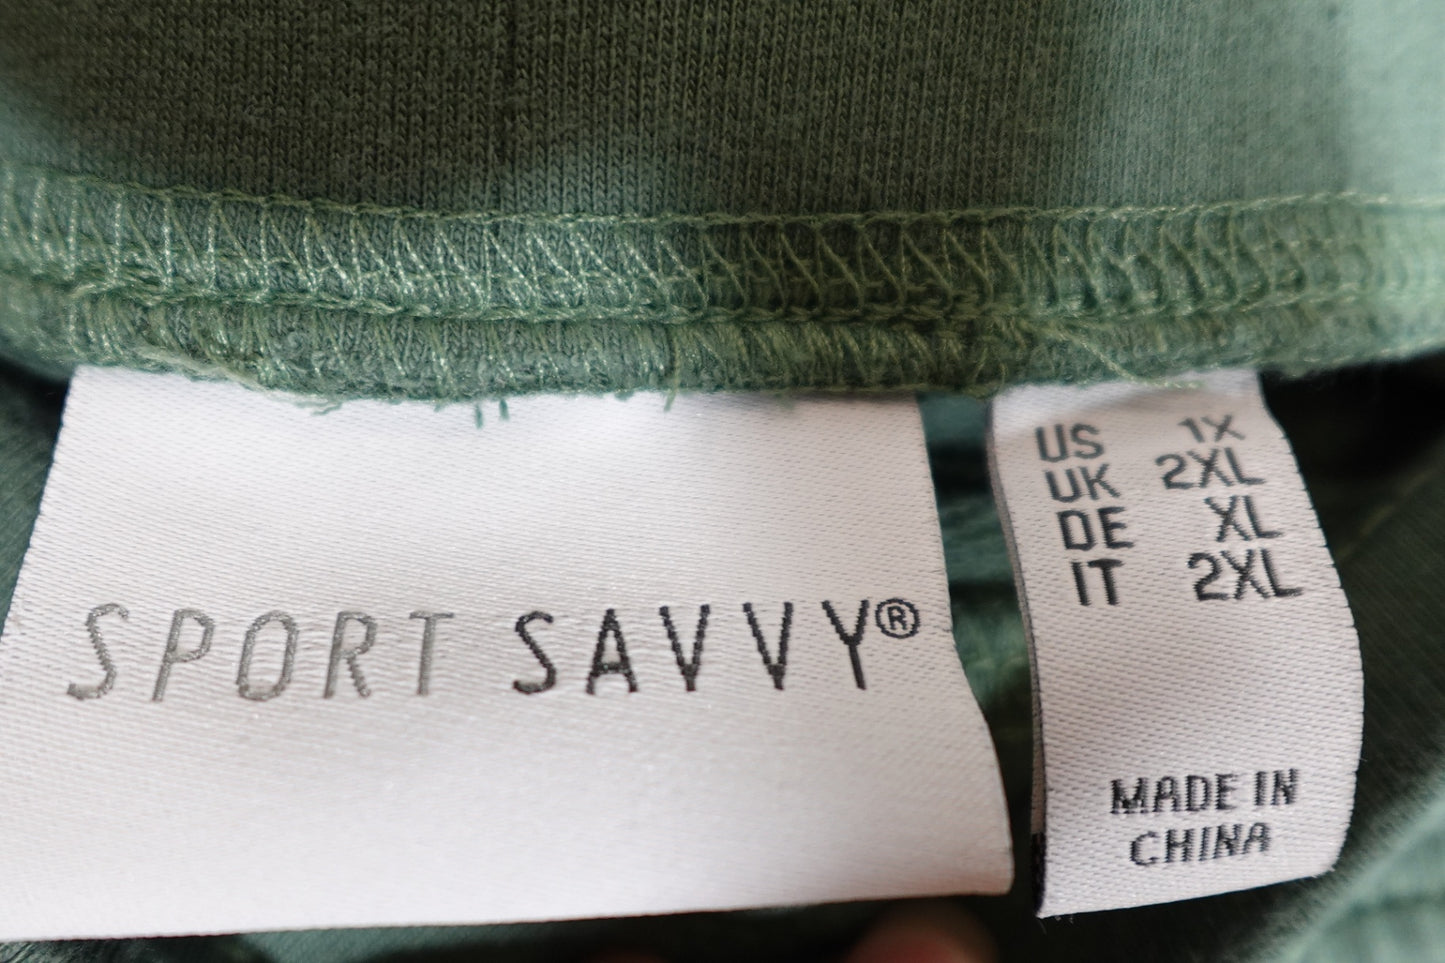 SPORT SAVVY®
US 1X
UK 2XL
DE XL
IT 2XL
MADE IN
CHINA